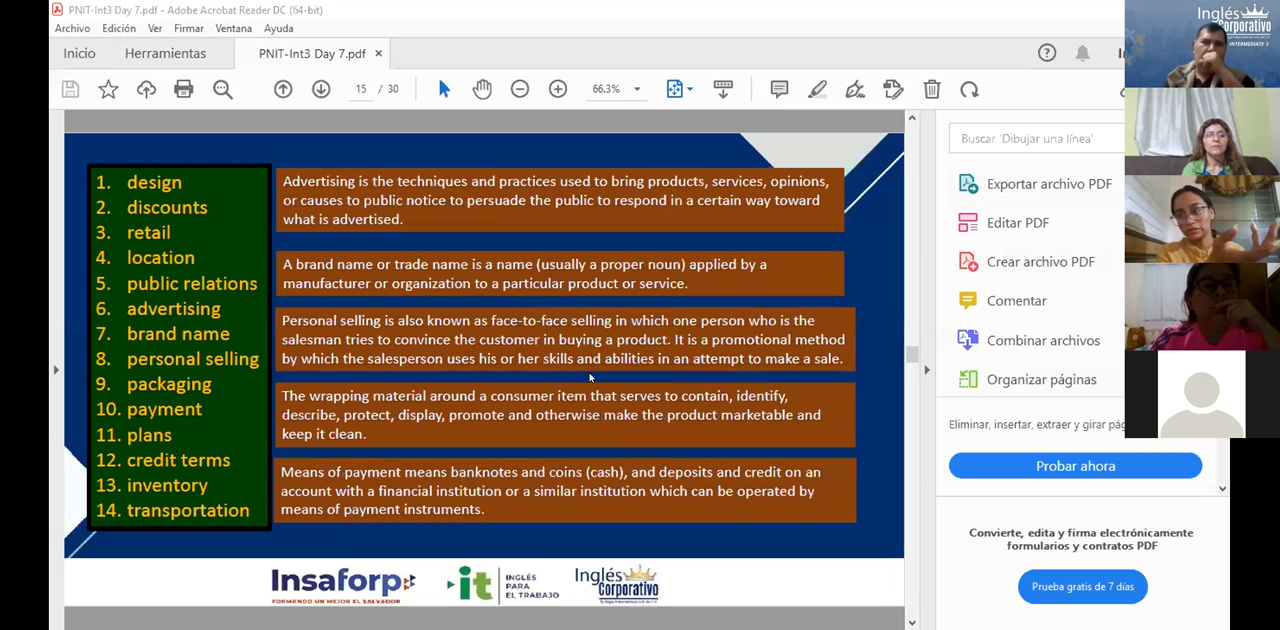 PNIT-Int3 Day 7.pdf - Adobe Acrobat Reader DC (64-bit)
Archivo Edición Ver Firmar Ventana Ayuda
Inicio Herramientas PNIT-Int3 Day 7.pdf ×
15 / 30 66.3%
Buscar 'Dibujar una línea'
Exportar archivo PDF
Editar PDF
Crear archivo PDF
Comentar
Combinar archivos
Organizar páginas
Eliminar, insertar, extraer y girar pág
Probar ahora
Convierte, edita y firma electrónicamente
formularios y contratos PDF
Prueba gratis de 7 días
1. design
2. discounts
3. retail
4. location
5. public relations
6. advertising
7. brand name
8. personal selling
9. packaging
10. payment
11. plans
12. credit terms
13. inventory
14. transportation
Advertising is the techniques and practices used to bring products, services, opinions,
or causes to public notice to persuade the public to respond in a certain way toward
what is advertised.
A brand name or trade name is a name (usually a proper noun) applied by a
manufacturer or organization to a particular product or service.
Personal selling is also known as face-to-face selling in which one person who is the
salesman tries to convince the customer in buying a product. It is a promotional method
by which the salesperson uses his or her skills and abilities in an attempt to make a sale.
The wrapping material around a consumer item that serves to contain, identify,
describe, protect, display, promote and otherwise make the product marketable and
keep it clean.
Means of payment means banknotes and coins (cash), and deposits and credit on an
account with a financial institution or a similar institution which can be operated by
means of payment instruments.
Insaforp
FORMANDO UN MEJOR EL SALVADOR
it
INGLÉS
PARA
EL TRABAJO
Inglés
Corporativo
Inglés
Corporativo
INTERMEDIATE 3